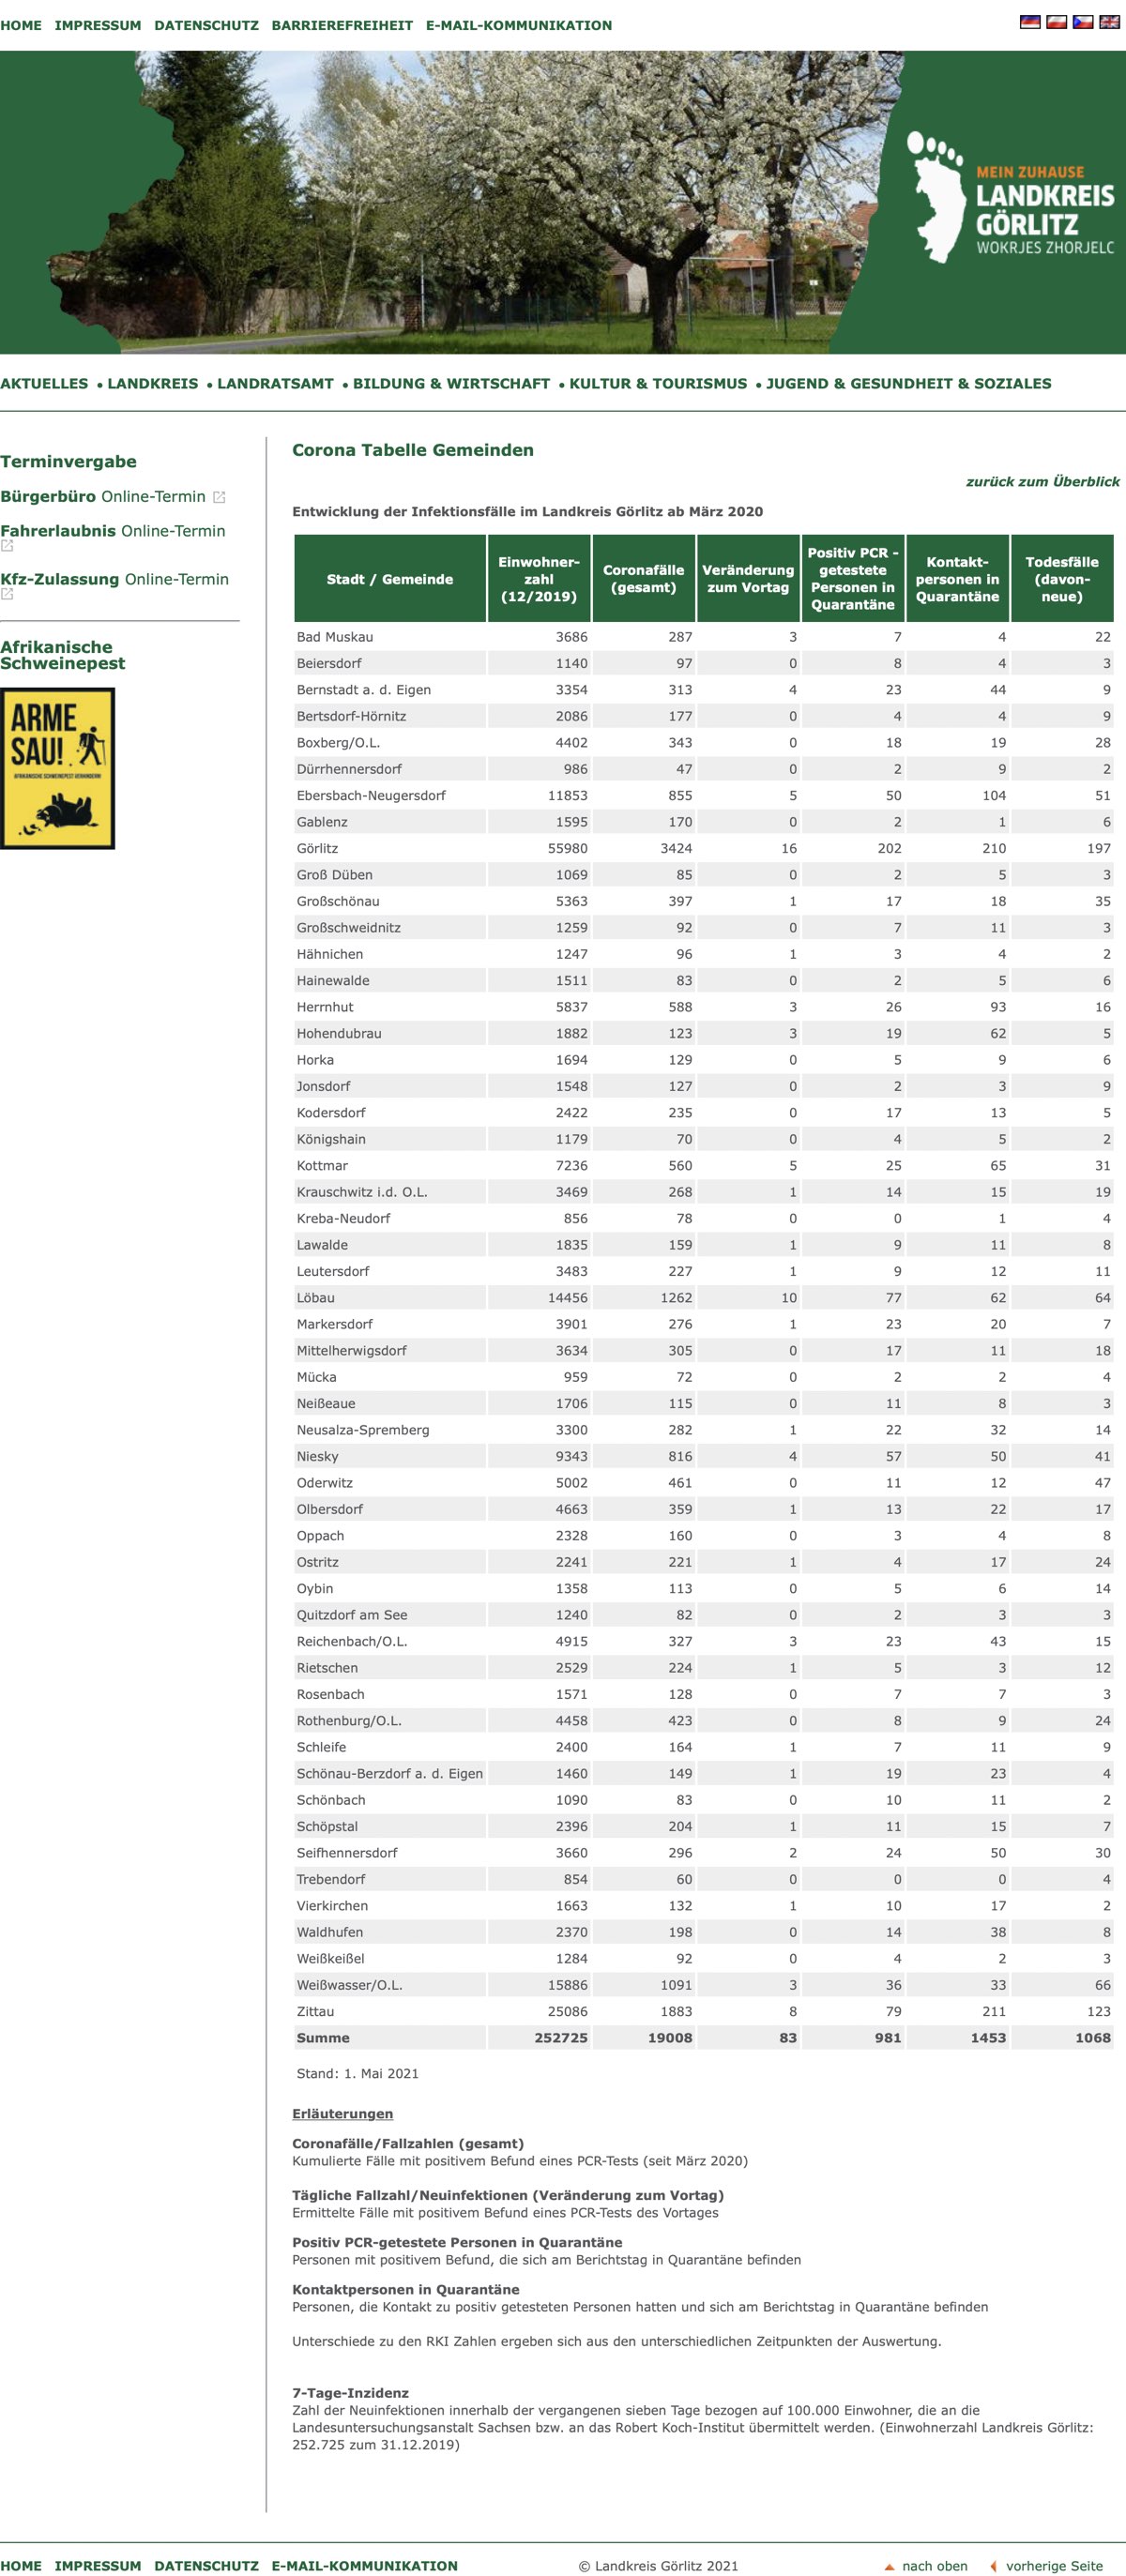 HOME IMPRESSUM DATENSCHUTZ BARRIEREFREIHEIT E-MAIL-KOMMUNIKATION
MEIN ZUHAUSE
LANDKREIS
GÖRLITZ
WOKRJES ZHORJELC
AKTUELLES • LANDKREIS • LANDRATSAMT • BILDUNG & WIRTSCHAFT • KULTUR & TOURISMUS • JUGEND & GESUNDHEIT & SOZIALES
Terminvergabe
Bürgerbüro Online-Termin
Fahrerlaubnis Online-Termin
Kfz-Zulassung Online-Termin
Afrikanische
Schweinepest
ARME
SAU!
AFRIKANISCHE SCHWEINEPEST VERHINDERN!
Corona Tabelle Gemeinden
zurück zum Überblick
Entwicklung der Infektionsfälle im Landkreis Görlitz ab März 2020
Stadt / Gemeinde Einwohner-zahl (12/2019) Coronafälle (gesamt) Veränderung zum Vortag Positiv PCR - getestete Personen in Quarantäne Kontakt-personen in Quarantäne Todesfälle (davon-neue)
Bad Muskau 3686 287 3 7 4 22
Beiersdorf 1140 97 0 8 4 3
Bernstadt a. d. Eigen 3354 313 4 23 44 9
Bertsdorf-Hörnitz 2086 177 0 4 4 9
Boxberg/O.L. 4402 343 0 18 19 28
Dürrhennersdorf 986 47 0 2 9 2
Ebersbach-Neugersdorf 11853 855 5 50 104 51
Gablenz 1595 170 0 2 1 6
Görlitz 55980 3424 16 202 210 197
Groß Düben 1069 85 0 2 5 3
Großschönau 5363 397 1 17 18 35
Großschweidnitz 1259 92 0 7 11 3
Hähnichen 1247 96 1 3 4 2
Hainewalde 1511 83 0 2 5 6
Herrnhut 5837 588 3 26 93 16
Hohendubrau 1882 123 3 19 62 5
Horka 1694 129 0 5 9 6
Jonsdorf 1548 127 0 2 3 9
Kodersdorf 2422 235 0 17 13 5
Königshain 1179 70 0 4 5 2
Kottmar 7236 560 5 25 65 31
Krauschwitz i.d. O.L. 3469 268 1 14 15 19
Kreba-Neudorf 856 78 0 0 1 4
Lawalde 1835 159 1 9 11 8
Leutersdorf 3483 227 1 9 12 11
Löbau 14456 1262 10 77 62 64
Markersdorf 3901 276 1 23 20 7
Mittelherwigsdorf 3634 305 0 17 11 18
Mücka 959 72 0 2 2 4
Neißeaue 1706 115 0 11 8 3
Neusalza-Spremberg 3300 282 1 22 32 14
Niesky 9343 816 4 57 50 41
Oderwitz 5002 461 0 11 12 47
Olbersdorf 4663 359 1 13 22 17
Oppach 2328 160 0 3 4 8
Ostritz 2241 221 1 4 17 24
Oybin 1358 113 0 5 6 14
Quitzdorf am See 1240 82 0 2 3 3
Reichenbach/O.L. 4915 327 3 23 43 15
Rietschen 2529 224 1 5 3 12
Rosenbach 1571 128 0 7 7 3
Rothenburg/O.L. 4458 423 0 8 9 24
Schleife 2400 164 1 7 11 9
Schönau-Berzdorf a. d. Eigen 1460 149 1 19 23 4
Schönbach 1090 83 0 10 11 2
Schöpstal 2396 204 1 11 15 7
Seifhennersdorf 3660 296 2 24 50 30
Trebendorf 854 60 0 0 0 4
Vierkirchen 1663 132 1 10 17 2
Waldhufen 2370 198 0 14 38 8
Weißkeißel 1284 92 0 4 2 3
Weißwasser/O.L. 15886 1091 3 36 33 66
Zittau 25086 1883 8 79 211 123
Summe 252725 19008 83 981 1453 1068
Stand: 1. Mai 2021
Erläuterungen
Coronafälle/Fallzahlen (gesamt)
Kumulierte Fälle mit positivem Befund eines PCR-Tests (seit März 2020)
Tägliche Fallzahl/Neuinfektionen (Veränderung zum Vortag)
Ermittelte Fälle mit positivem Befund eines PCR-Tests des Vortages
Positiv PCR-getestete Personen in Quarantäne
Personen mit positivem Befund, die sich am Berichtstag in Quarantäne befinden
Kontaktpersonen in Quarantäne
Personen, die Kontakt zu positiv getesteten Personen hatten und sich am Berichtstag in Quarantäne befinden
Unterschiede zu den RKI Zahlen ergeben sich aus den unterschiedlichen Zeitpunkten der Auswertung.
7-Tage-Inzidenz
Zahl der Neuinfektionen innerhalb der vergangenen sieben Tage bezogen auf 100.000 Einwohner, die an die
Landesuntersuchungsanstalt Sachsen bzw. an das Robert Koch-Institut übermittelt werden. (Einwohnerzahl Landkreis Görlitz:
252.725 zum 31.12.2019)
HOME IMPRESSUM DATENSCHUTZ E-MAIL-KOMMUNIKATION © Landkreis Görlitz 2021 nach oben vorherige Seite